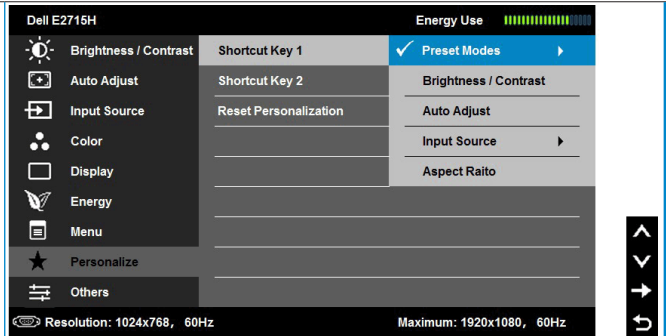 Dell E2715H Energy Use
Brightness / Contrast Shortcut Key 1 Preset Modes
Auto Adjust Shortcut Key 2 Brightness / Contrast
Input Source Reset Personalization Auto Adjust
Color Input Source
Display Aspect Raito
Energy
Menu
Personalize
Others
Resolution: 1024x768, 60Hz Maximum: 1920x1080, 60Hz